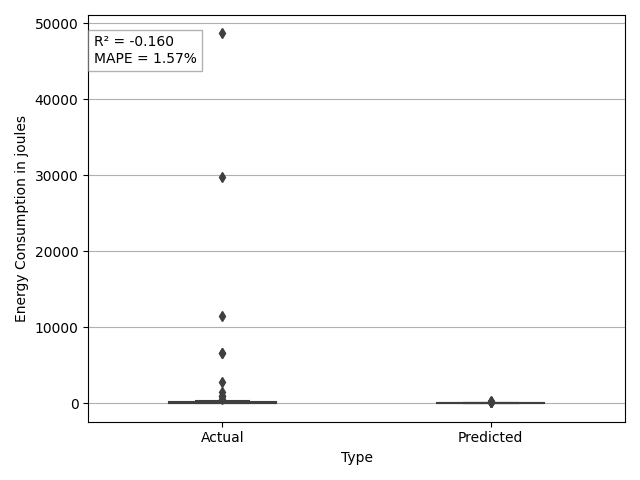 50000
R² = -0.160
MAPE = 1.57%
40000
30000
20000
10000
0
Energy Consumption in joules
Actual
Predicted
Type